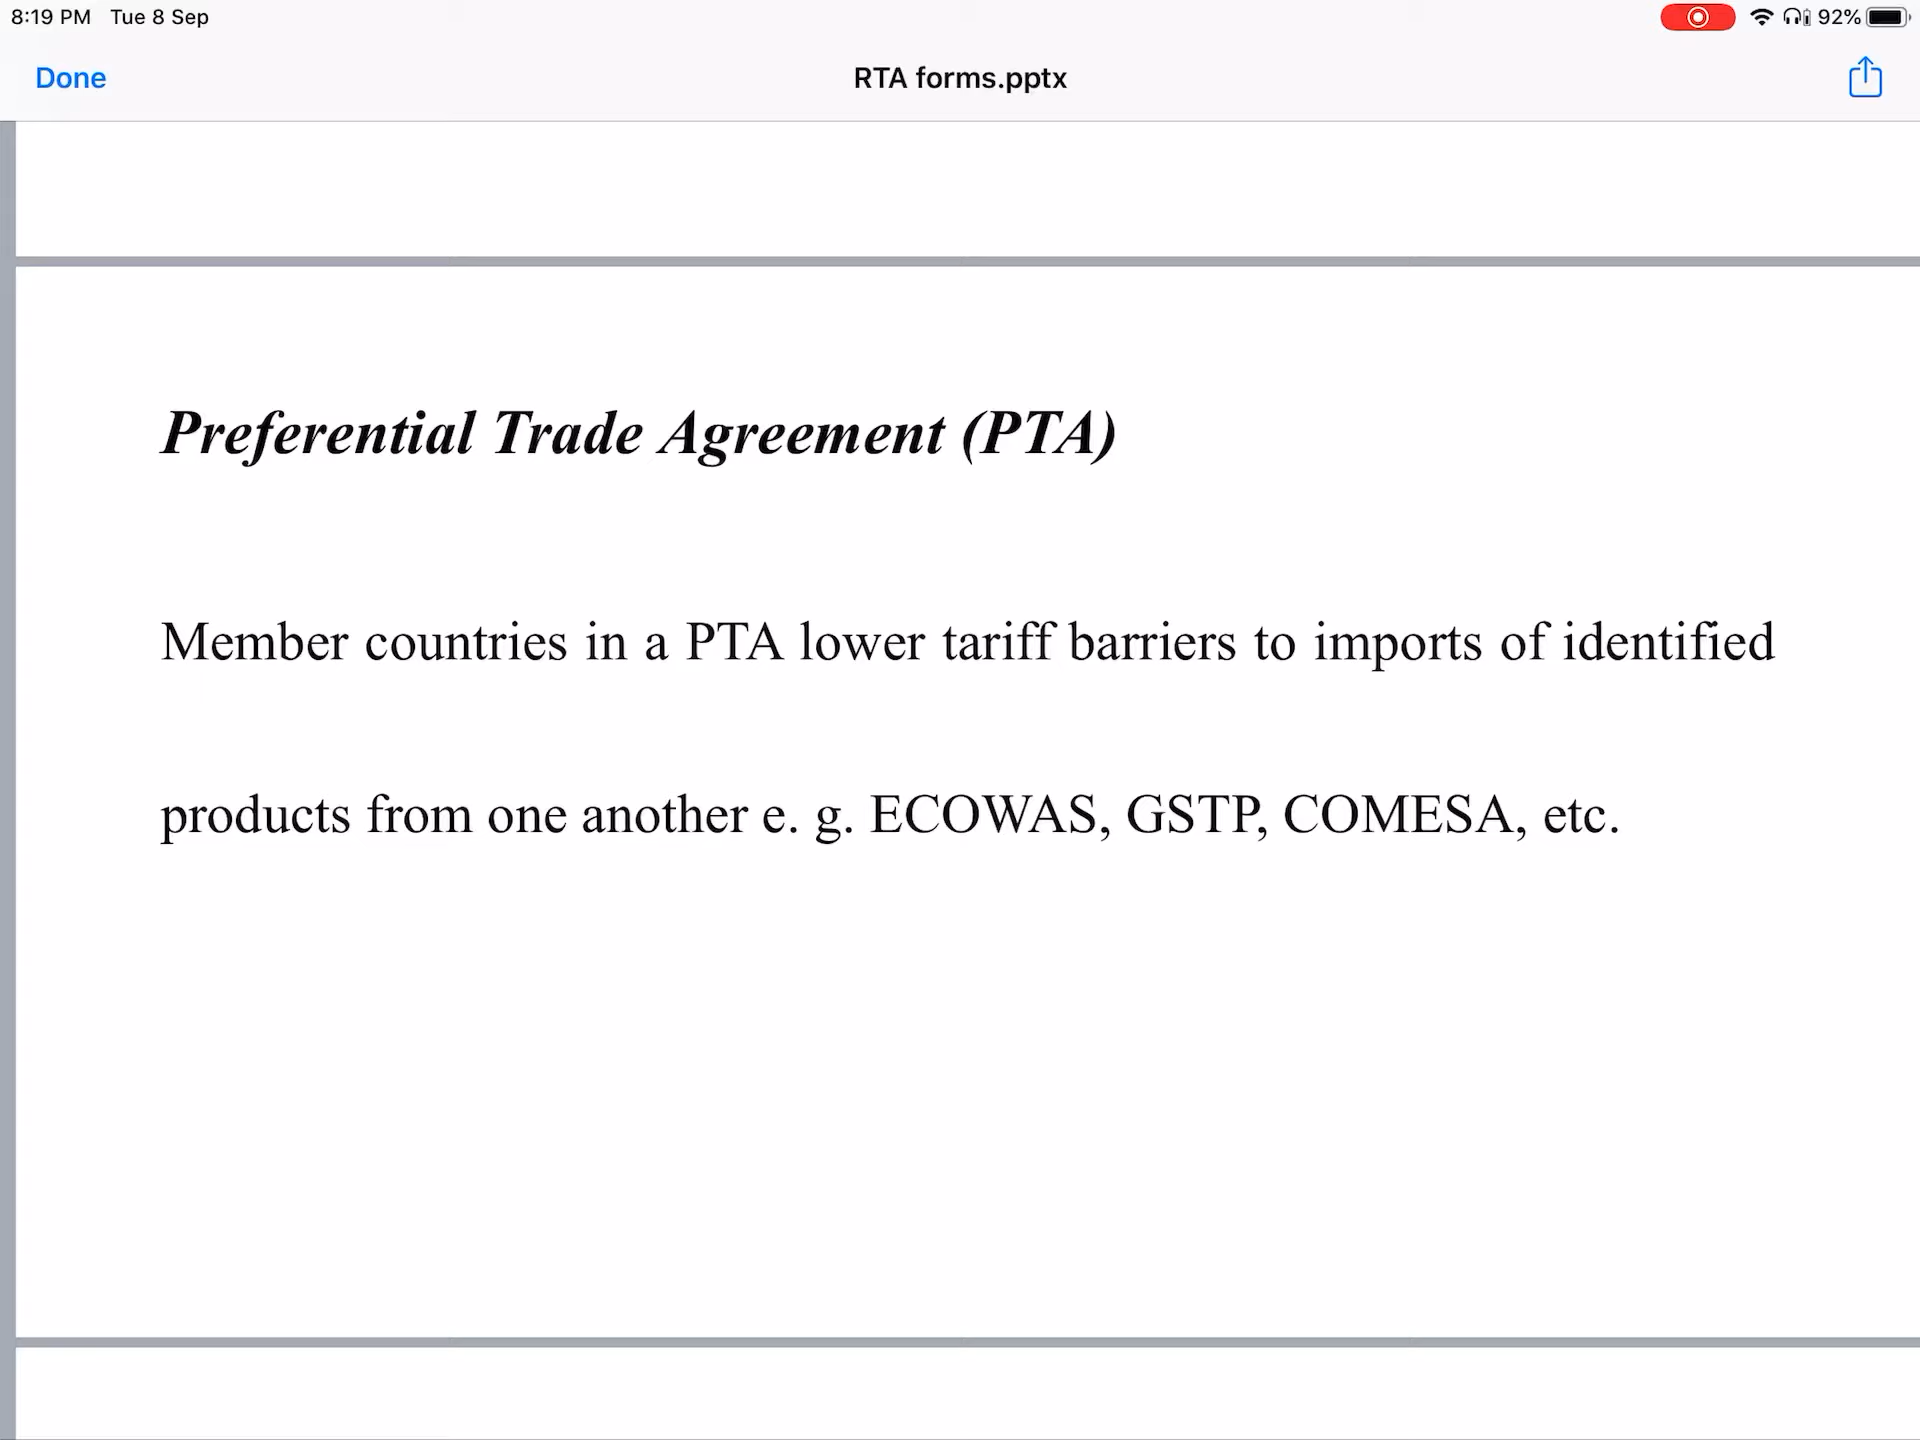 8:19 PM Tue 8 Sep 92%
Done RTA forms.pptx
Preferential Trade Agreement (PTA)
Member countries in a PTA lower tariff barriers to imports of identified
products from one another e. g. ECOWAS, GSTP, COMESA, etc.